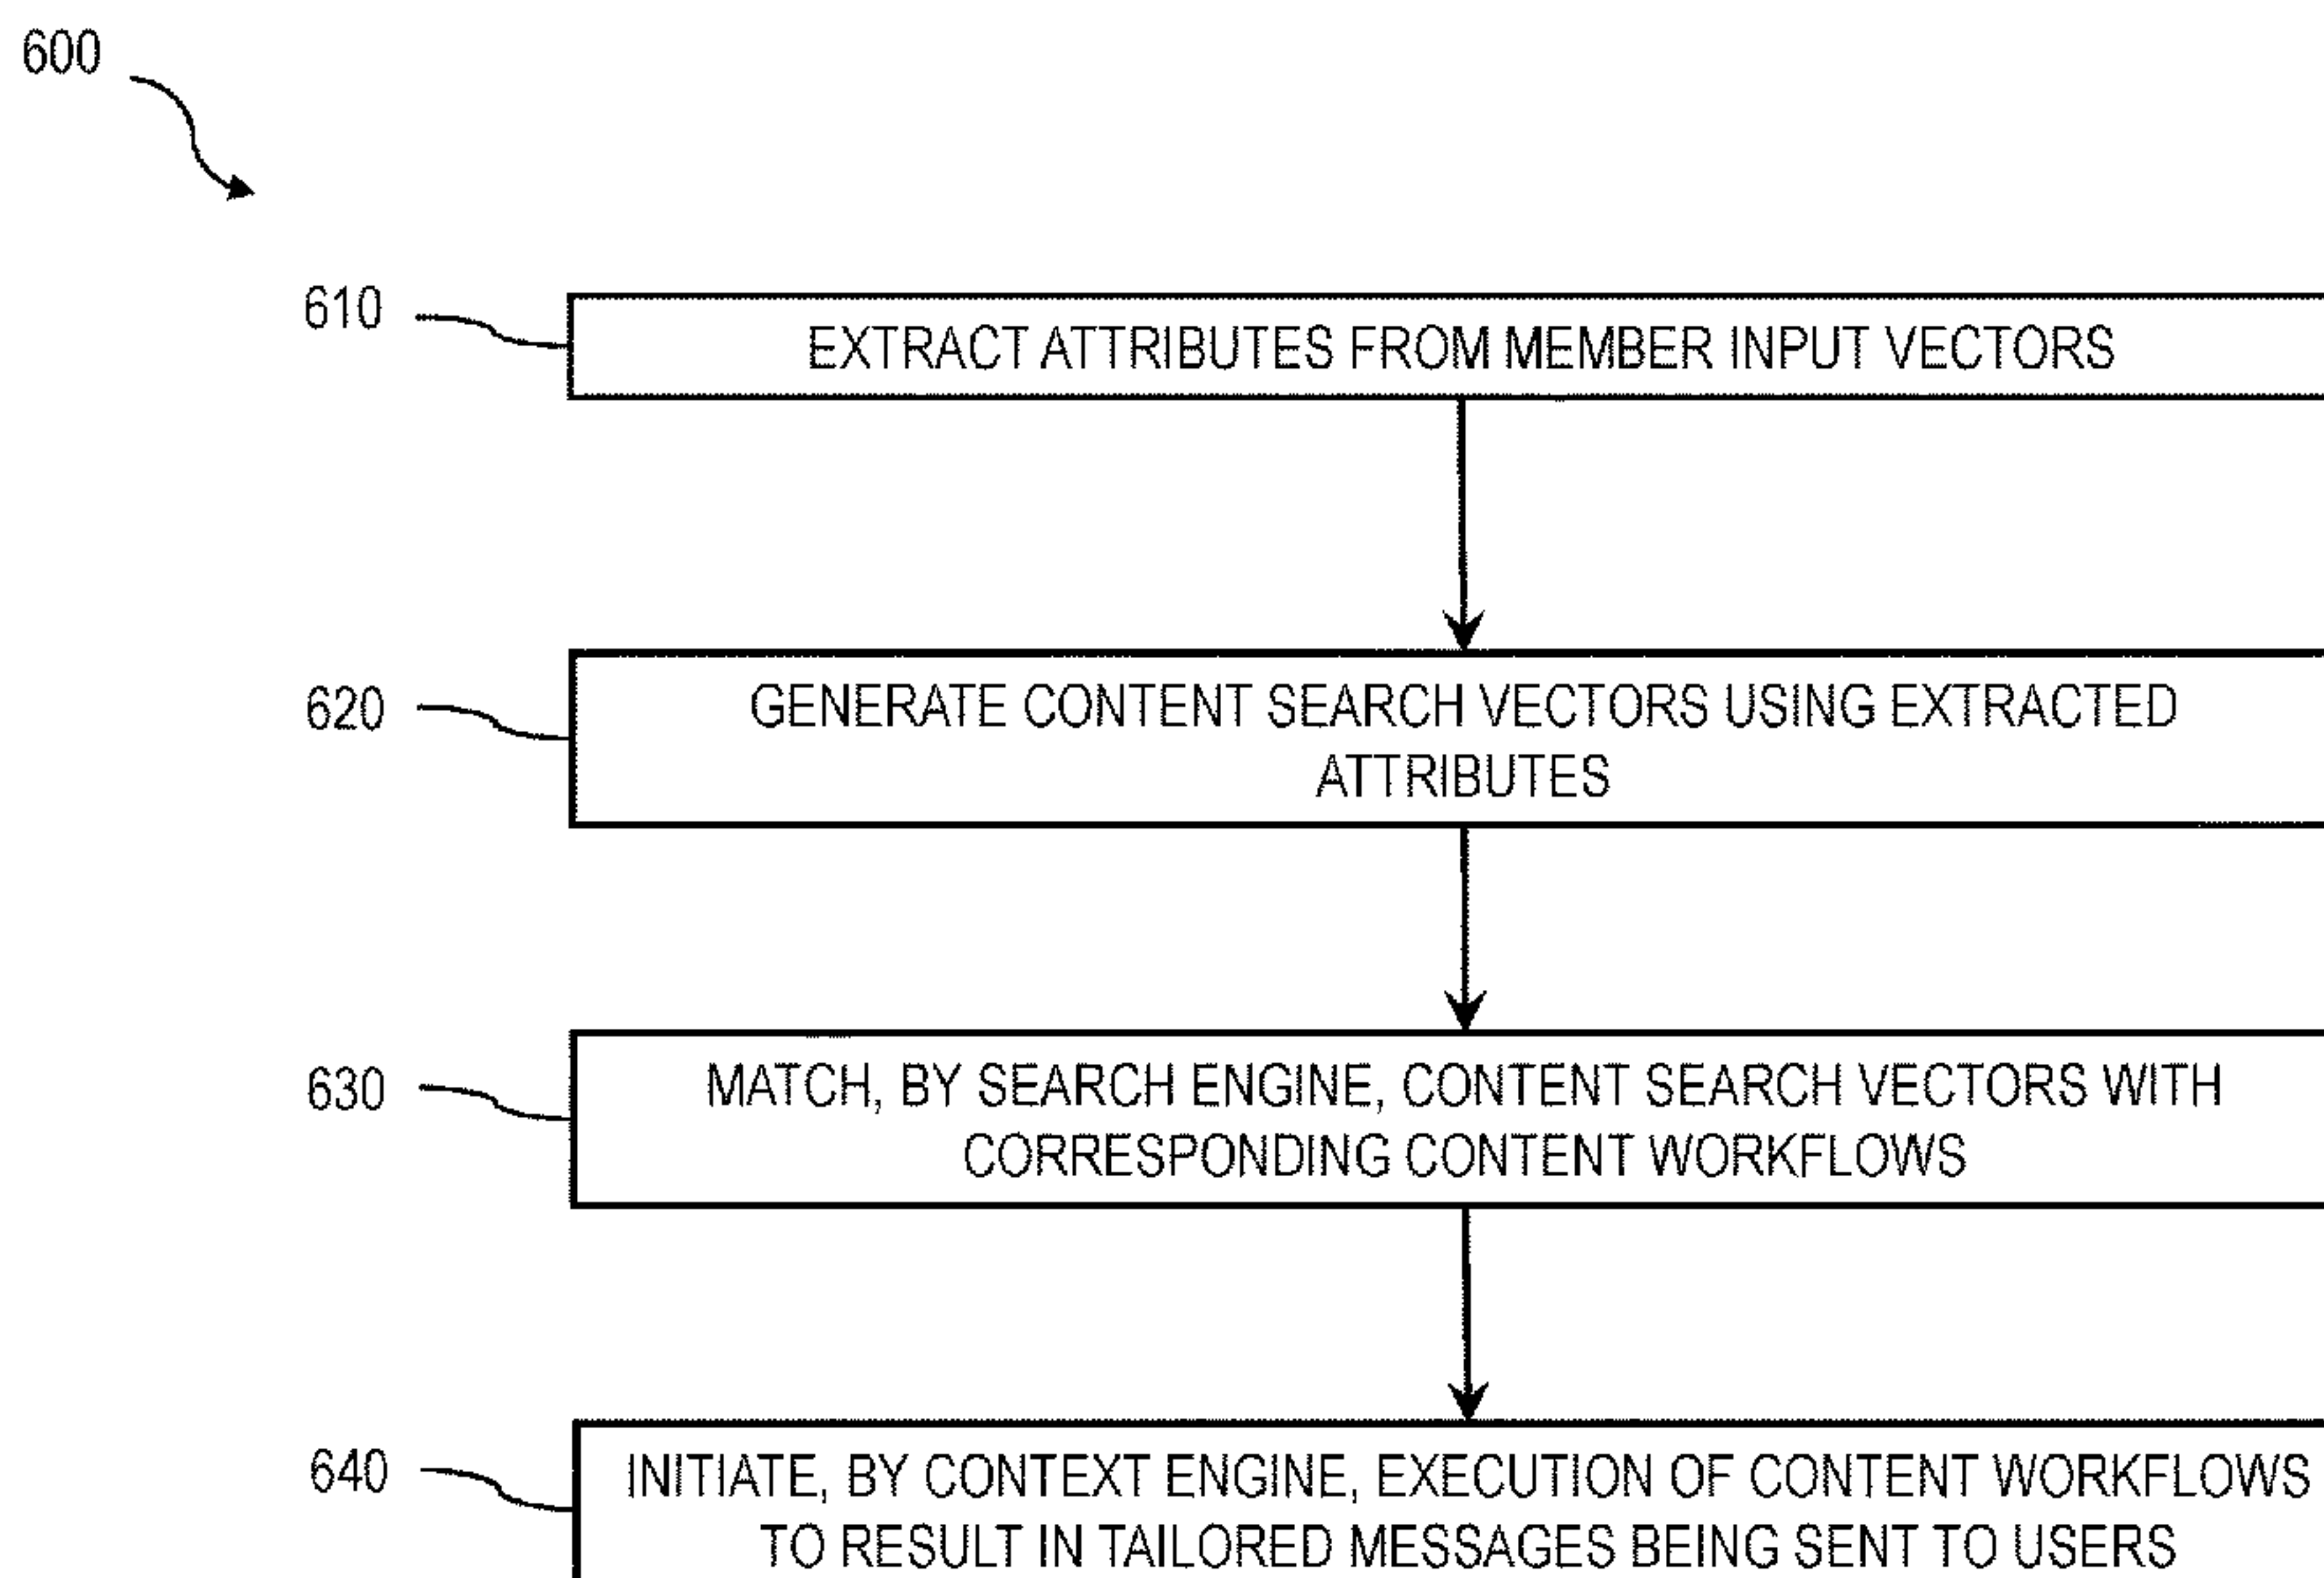 600
610
EXTRACT ATTRIBUTES FROM MEMBER INPUT VECTORS
620
GENERATE CONTENT SEARCH VECTORS USING EXTRACTED
ATTRIBUTES
630
MATCH, BY SEARCH ENGINE, CONTENT SEARCH VECTORS WITH
CORRESPONDING CONTENT WORKFLOWS
640
INITIATE, BY CONTEXT ENGINE, EXECUTION OF CONTENT WORKFLOWS
TO RESULT IN TAILORED MESSAGES BEING SENT TO USERS